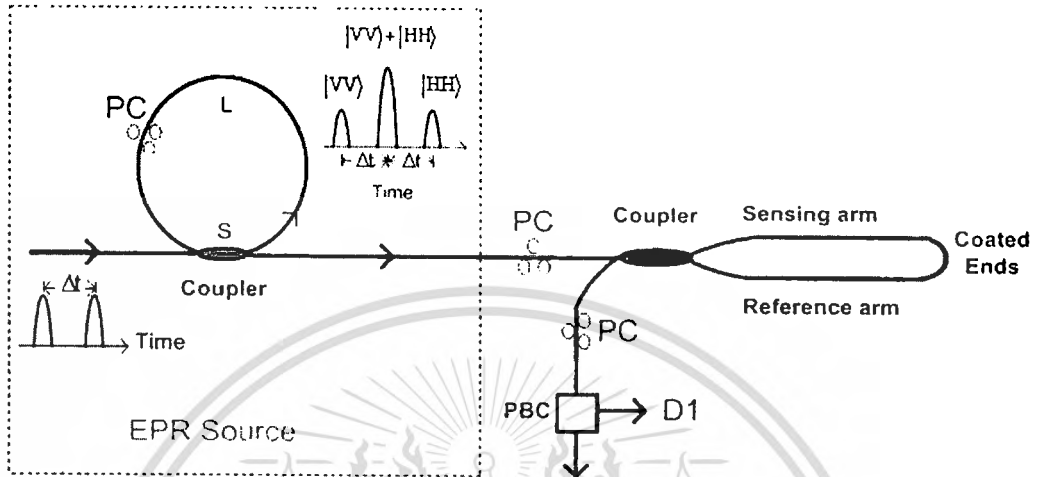 |VV⟩+|HH⟩
|VV⟩
|HH⟩
PC
L
Δt
Δt
Time
S
Coupler
Δt
Time
EPR Source
PC
Coupler
Sensing arm
Coated
Ends
Reference arm
PC
PBC
D1